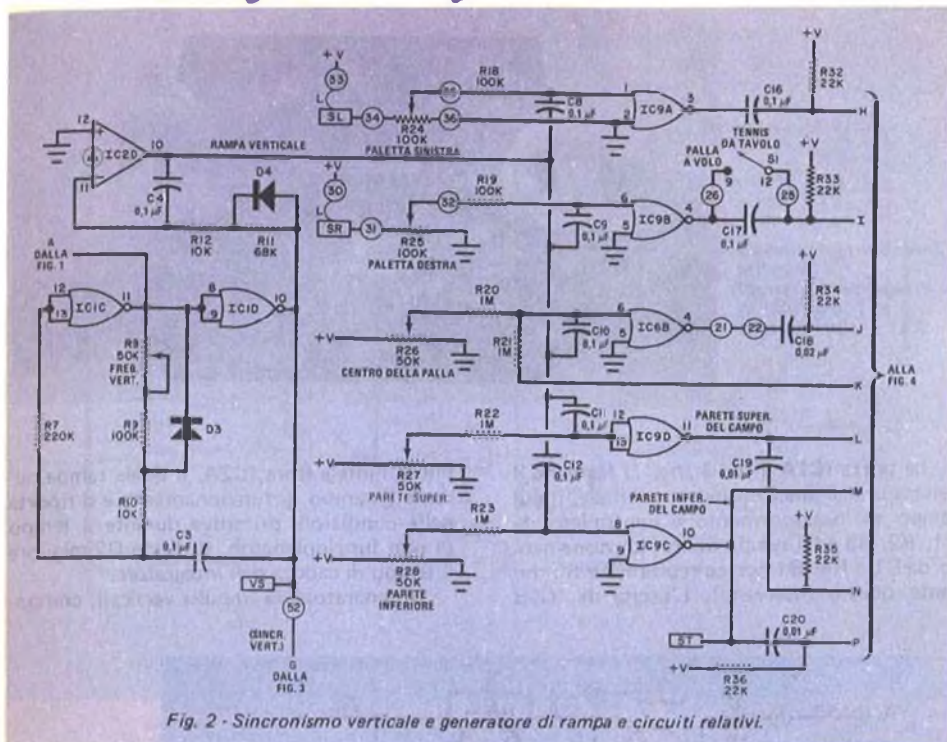 +V
33
L
SL
34
R24
100K
PALETTA SINISTRA
36
R18
100K
C8
0,1 µF
1
2
IC9A
3
C16
0,1 µF
+V
R32
22K
H
12
+
11
-
IC2D
10
RAMPA VERTICALE
C4
0,1 µF
D4
R12
10K
R11
68K
+V
30
L
SR
31
R25
100K
PALETTA DESTRA
32
R19
100K
C9
0,1 µF
6
5
IC9B
4
PALLA
A VOLO
9
26
TENNIS
DA TAVOLO
S1
12
25
C17
0,1 µF
R33
22K
I
A
DALLA
FIG. 1
12
13
IC1C
11
8
9
IC1D
10
R8
50K
FREQ.
VERT.
R7
220K
R9
100K
D3
R10
10K
C3
0,1 µF
VS
52
(SINCR.
VERT.)
G
DALLA
FIG. 3
+V
R26
50K
CENTRO DELLA PALLA
R20
1M
R21
1M
C10
0,1 µF
6
5
IC6B
4
21
22
C18
0,02 µF
+V
R34
22K
J
K
ALLA
FIG. 4
+V
R27
50K
PARETE SUPER.
R22
1M
C11
0,1 µF
12
13
IC9D
11
PARETE SUPER.
DEL CAMPO
C19
0,01 µF
L
M
+V
R28
50K
PARETE
INFERIORE
R23
1M
C12
0,1 µF
8
9
IC9C
10
PARETE INFER.
DEL CAMPO
+V
R35
22K
N
ST
C20
0,01 µF
P
+V
R36
22K
Fig. 2 - Sincronismo verticale e generatore di rampa e circuiti relativi.